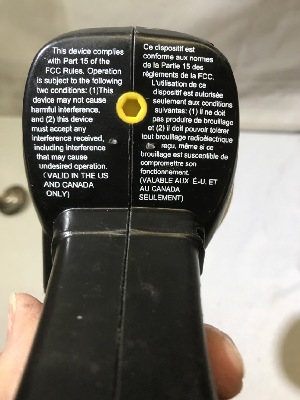 This device complies
with Part 15 of the
FCC Rules. Operation
is subject to the following
two conditions: (1)This
device may not cause
harmful interference,
and (2) this device
must accept any
interference received,
including interference
that may cause
undesired operation.
(VALID IN THE US
AND CANADA
ONLY)
Ce dispositif est
conforme aux normes
de la Partie 15 des
règlements de la FCC.
L'utilisation de ce
dispositif est autorisée
seulement aux conditions
suivantes: (1) il ne doit
pas produire de brouillage
et (2) il doit pouvoir tolérer
tout brouillage radioélectrique
reçu, même si ce
brouillage est susceptible de
compromettre son
fonctionnement.
(VALABLE AUX É-U. ET
AU CANADA
SEULEMENT)